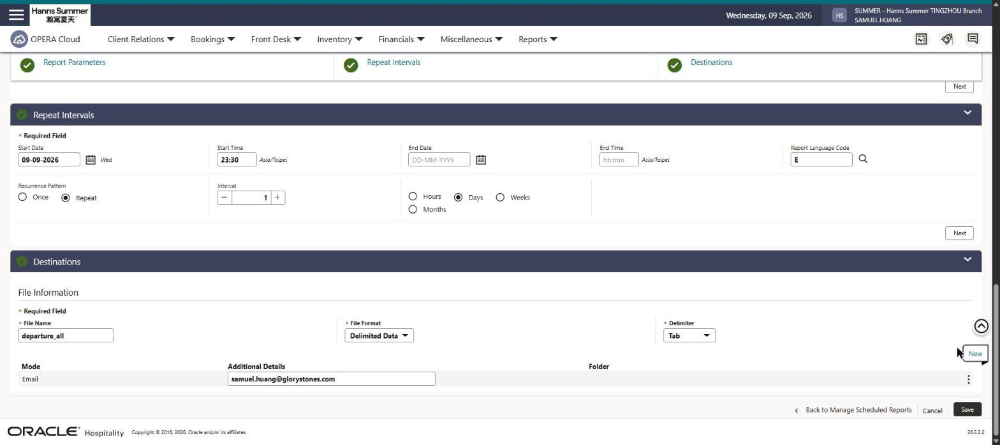 Hanns Summer
瀚寓夏天
Wednesday, 09 Sep, 2026
HS
SUMMER - Hanns Summer TINGZHOU Branch
SAMUEL.HUANG
OPERA Cloud
Client Relations
Bookings
Front Desk
Inventory
Financials
Miscellaneous
Reports
Report Parameters
Repeat Intervals
Destinations
Next
Repeat Intervals
* Required Field
Start Date
09-09-2026
Wed
Start Time
23:30
Asia/Taipei
End Date
DD-MM-YYYY
End Time
hh:mm
Asia/Taipei
Report Language Code
E
Recurrence Pattern
Once
Repeat
Interval
1
Hours
Days
Weeks
Months
Next
Destinations
File Information
* Required Field
* File Name
departure_all
* File Format
Delimited Data
* Delimiter
Tab
New
Mode
Additional Details
Folder
Email
samuel.huang@glorystones.com
Back to Manage Scheduled Reports
Cancel
Save
ORACLE Hospitality
Copyright © 2016, 2026, Oracle and/or its affiliates.
26.3.3.2